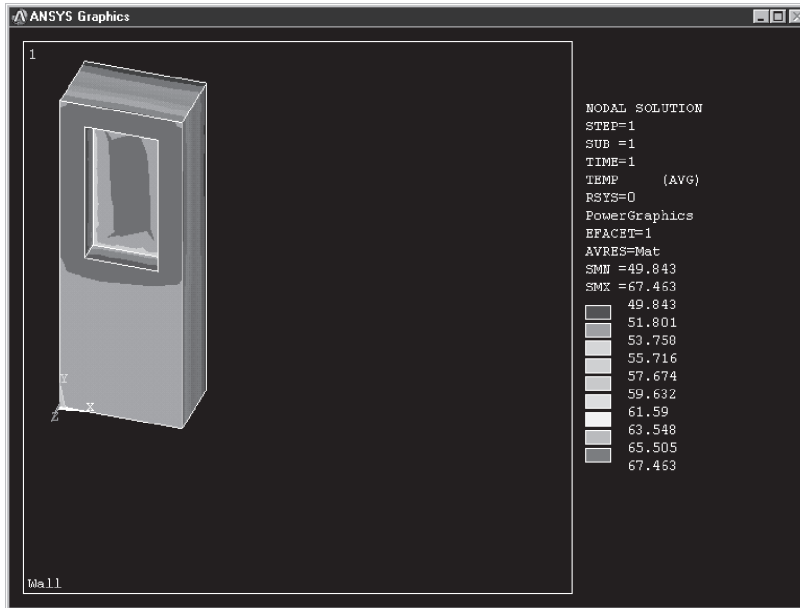 ANSYS Graphics
1
NODAL SOLUTION
STEP=1
SUB =1
TIME=1
TEMP (AVG)
RSYS=0
PowerGraphics
EFACET=1
AVRES=Mat
SMN =49.843
SMX =67.463
49.843
51.801
53.758
55.716
57.674
59.632
61.59
63.548
65.505
67.463
Y
X
Z
Wall